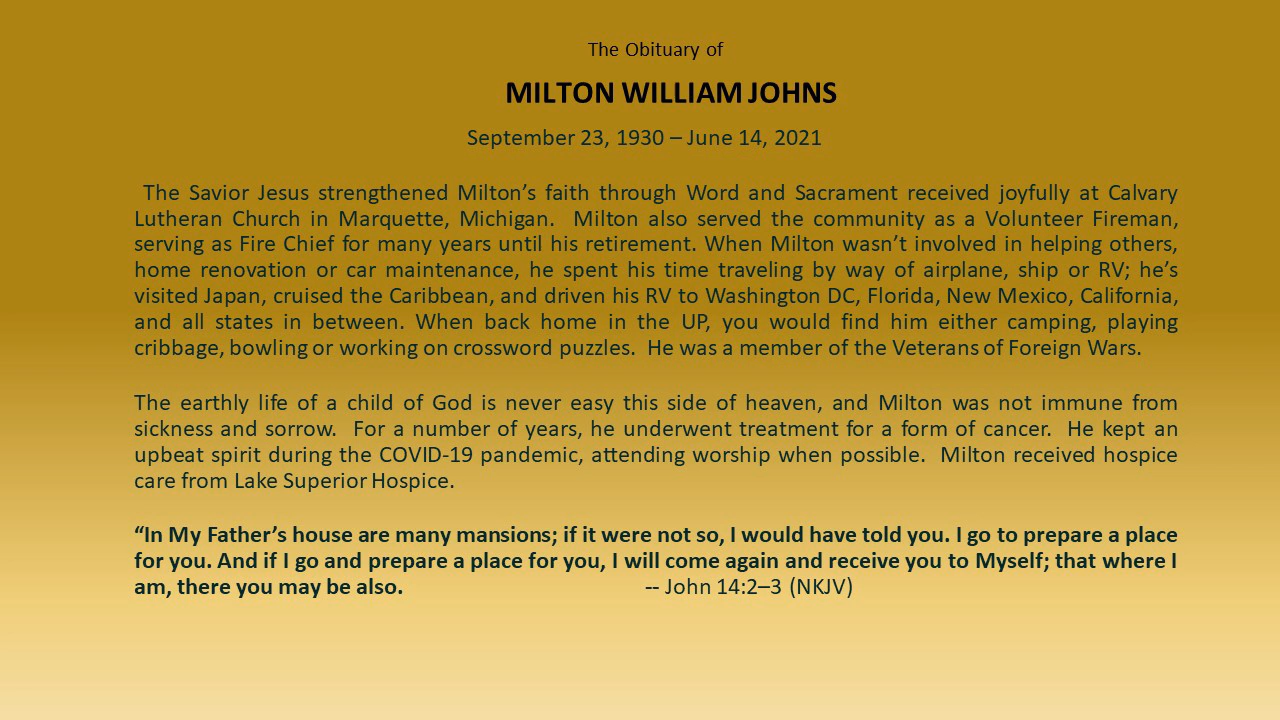 The Obituary of
MILTON WILLIAM JOHNS
September 23, 1930 – June 14, 2021
The Savior Jesus strengthened Milton’s faith through Word and Sacrament received joyfully at Calvary
Lutheran Church in Marquette, Michigan. Milton also served the community as a Volunteer Fireman,
serving as Fire Chief for many years until his retirement. When Milton wasn’t involved in helping others,
home renovation or car maintenance, he spent his time traveling by way of airplane, ship or RV; he’s
visited Japan, cruised the Caribbean, and driven his RV to Washington DC, Florida, New Mexico, California,
and all states in between. When back home in the UP, you would find him either camping, playing
cribbage, bowling or working on crossword puzzles. He was a member of the Veterans of Foreign Wars.
The earthly life of a child of God is never easy this side of heaven, and Milton was not immune from
sickness and sorrow. For a number of years, he underwent treatment for a form of cancer. He kept an
upbeat spirit during the COVID-19 pandemic, attending worship when possible. Milton received hospice
care from Lake Superior Hospice.
“In My Father’s house are many mansions; if it were not so, I would have told you. I go to prepare a place
for you. And if I go and prepare a place for you, I will come again and receive you to Myself; that where I
am, there you may be also. -- John 14:2–3 (NKJV)